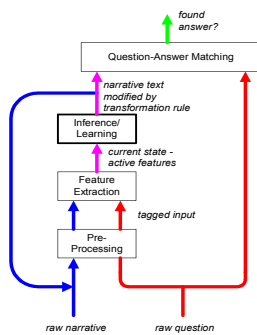 found
answer?
Question-Answer Matching
narrative text
modified by
transformation rule
Inference/
Learning
current state -
active features
Feature
Extraction
tagged input
Pre-
Processing
raw narrative
raw question